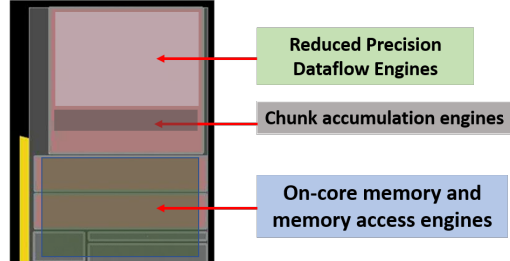 Reduced Precision
Dataflow Engines
Chunk accumulation engines
On-core memory and
memory access engines